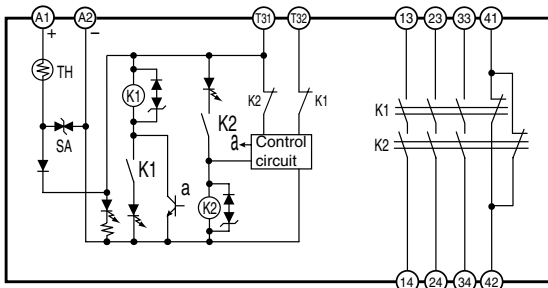 A1 A2 T31 T32 13 23 33 41
+ −
TH
K1
K2 K1
K1
K2
a
Control
circuit
SA
K2
K1
a
K2
14 24 34 42